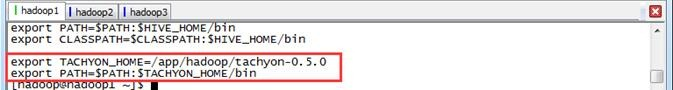 hadoop1 hadoop2 hadoop3
export PATH=$PATH:$HIVE_HOME/bin
export CLASSPATH=$CLASSPATH:$HIVE_HOME/bin
export TACHYON_HOME=/app/hadoop/tachyon-0.5.0
export PATH=$PATH:$TACHYON_HOME/bin
[hadoop@hadoop1 ~]$